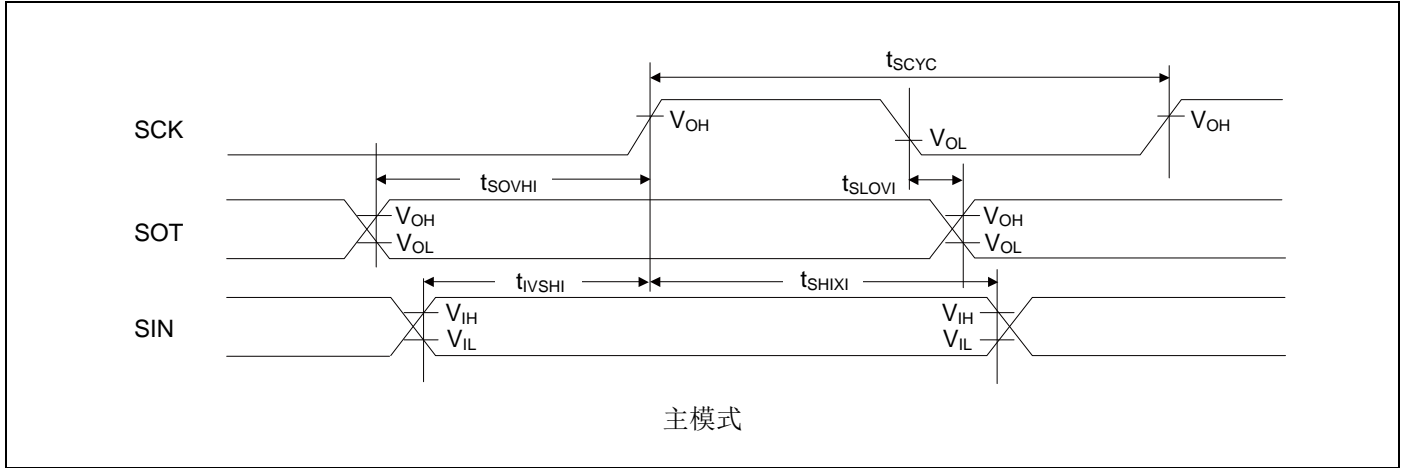 tSCYC
SCK
VOH
VOL
VOH
tSOVHI
tSLOVI
SOT
VOH
VOL
VOH
VOL
tIVSHI
tSHIXI
SIN
VIH
VIL
VIH
VIL
主模式